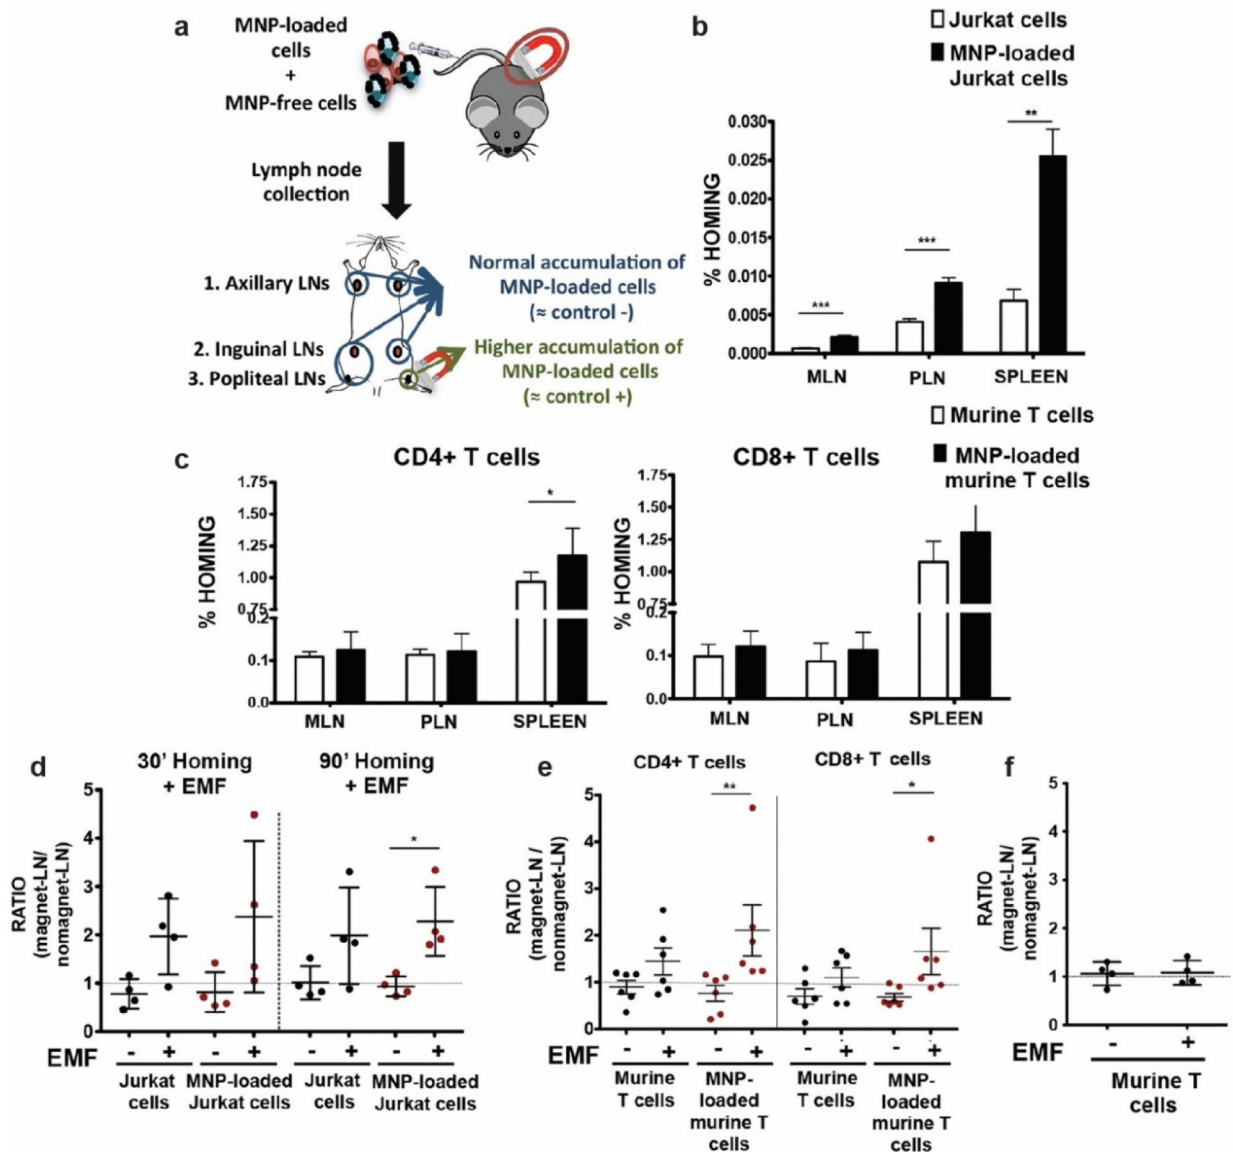 a
MNP-loaded
cells
+
MNP-free cells
Lymph node
collection
1. Axillary LNs
2. Inguinal LNs
3. Popliteal LNs
Normal accumulation of
MNP-loaded cells
(≈ control -)
Higher accumulation of
MNP-loaded cells
(≈ control +)
b
Jurkat cells
MNP-loaded
Jurkat cells
% HOMING
0.030
0.025
0.020
0.015
0.010
0.005
0.000
***
***
**
MLN
PLN
SPLEEN
Murine T cells
MNP-loaded
murine T cells
c
CD4+ T cells
% HOMING
1.75
1.50
1.25
1.00
0.75
0.2
0.1
0.0
*
MLN
PLN
SPLEEN
CD8+ T cells
% HOMING
1.75
1.50
1.25
1.00
0.75
0.2
0.1
0.0
MLN
PLN
SPLEEN
d
30' Homing
+ EMF
90' Homing
+ EMF
RATIO
(magnet-LN/
nomagnet-LN)
5
4
3
2
1
0
*
EMF
- + - + - + - +
Jurkat
cells
MNP-loaded
Jurkat cells
Jurkat
cells
MNP-loaded
Jurkat cells
e
CD4+ T cells
CD8+ T cells
RATIO
(magnet-LN /
nonmagnet-LN)
5
4
3
2
1
0
**
*
EMF
- + - + - + - +
Murine
T cells
MNP-
loaded
murine T
cells
Murine
T cells
MNP-
loaded
murine T
cells
f
RATIO
(magnet-LN/
nomagnet-LN)
5
4
3
2
1
0
EMF
- +
Murine T
cells